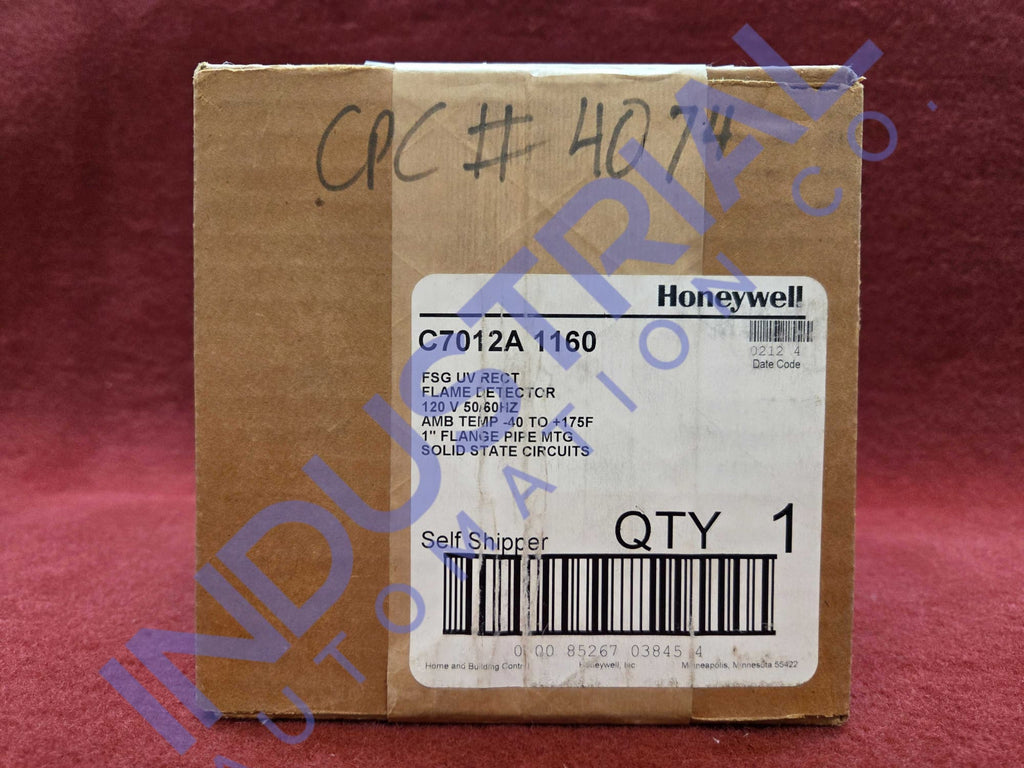 CPC # 4074
Honeywell
C7012A 1160
0212 4
Date Code
FSG UV RECT
FLAME DETECTOR
120 V 50/60HZ
AMB TEMP -40 TO +175F
1" FLANGE PIPE MTG
SOLID STATE CIRCUITS
Self Shipper
QTY 1
0 00 85267 03845 4
Home and Building Control Honeywell, Inc Minneapolis, Minnesota 55422
INDUSTRIAL
AUTOMATION CO.